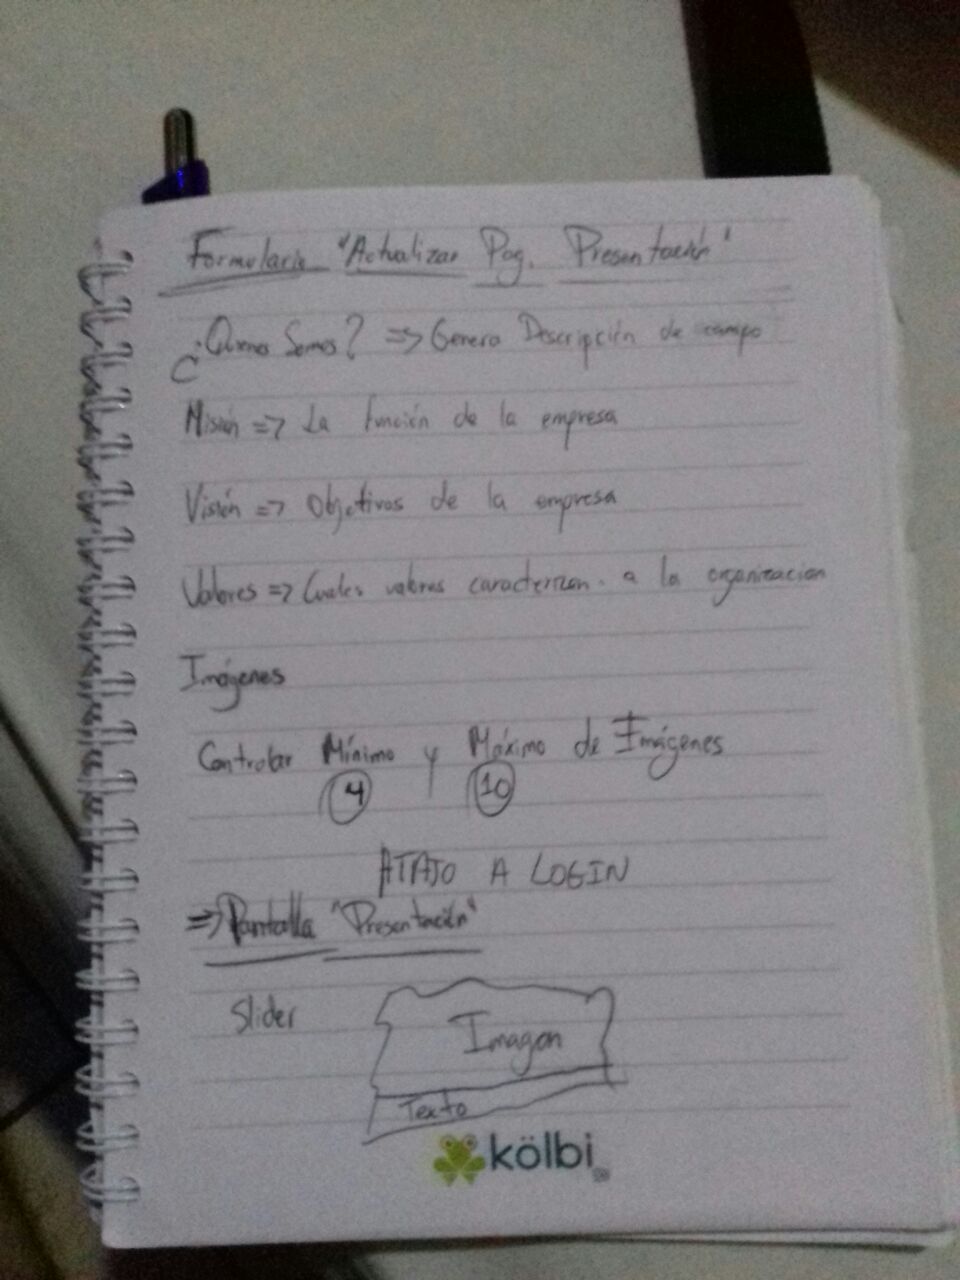 Formulario "Actualizar Pag. Presentación"
¿Quienes Somos? => Genera Descripción de campo
Misión => La función de la empresa
Visión => Objetivos de la empresa
Valores => Cuales valores caracterizan a la organizacion
Imágenes
Controlar Mínimo y Máximo de Imágenes
4 10
ATAJO A LOGIN
=> Pantalla "Presentación"
Slider
Imagen
Texto
kölbi